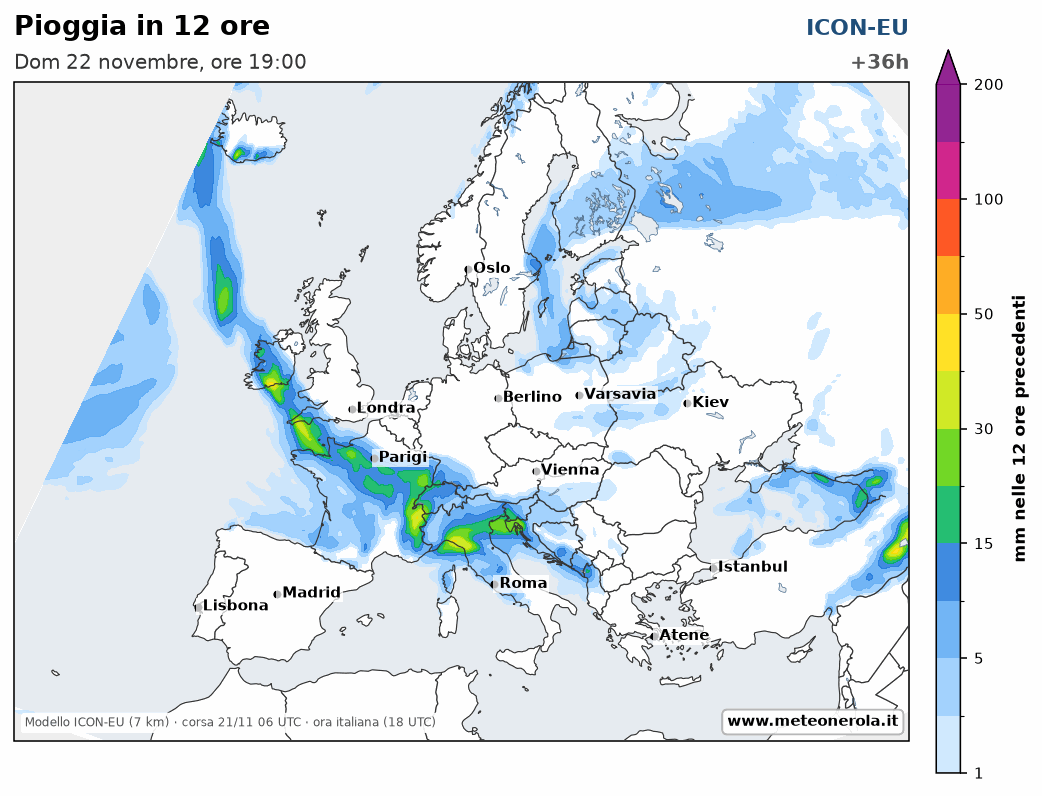 Pioggia in 12 ore
ICON-EU
Dom 22 novembre, ore 19:00
+36h
200
100
50
30
15
5
1
mm nelle 12 ore precedenti
Oslo
Londra
Berlino
Varsavia
Kiev
Parigi
Vienna
Istanbul
Roma
Madrid
Lisbona
Atene
Modello ICON-EU (7 km) · corsa 21/11 06 UTC · ora italiana (18 UTC)
www.meteonerola.it